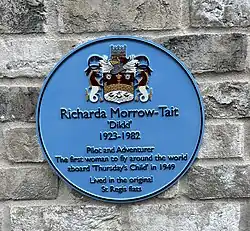 Richarda Morrow-Tait
'Dikki'
1923-1982
Pilot and Adventurer
The first woman to fly around the world
aboard 'Thursday's Child' in 1949
Lived in the original
St Regis flats